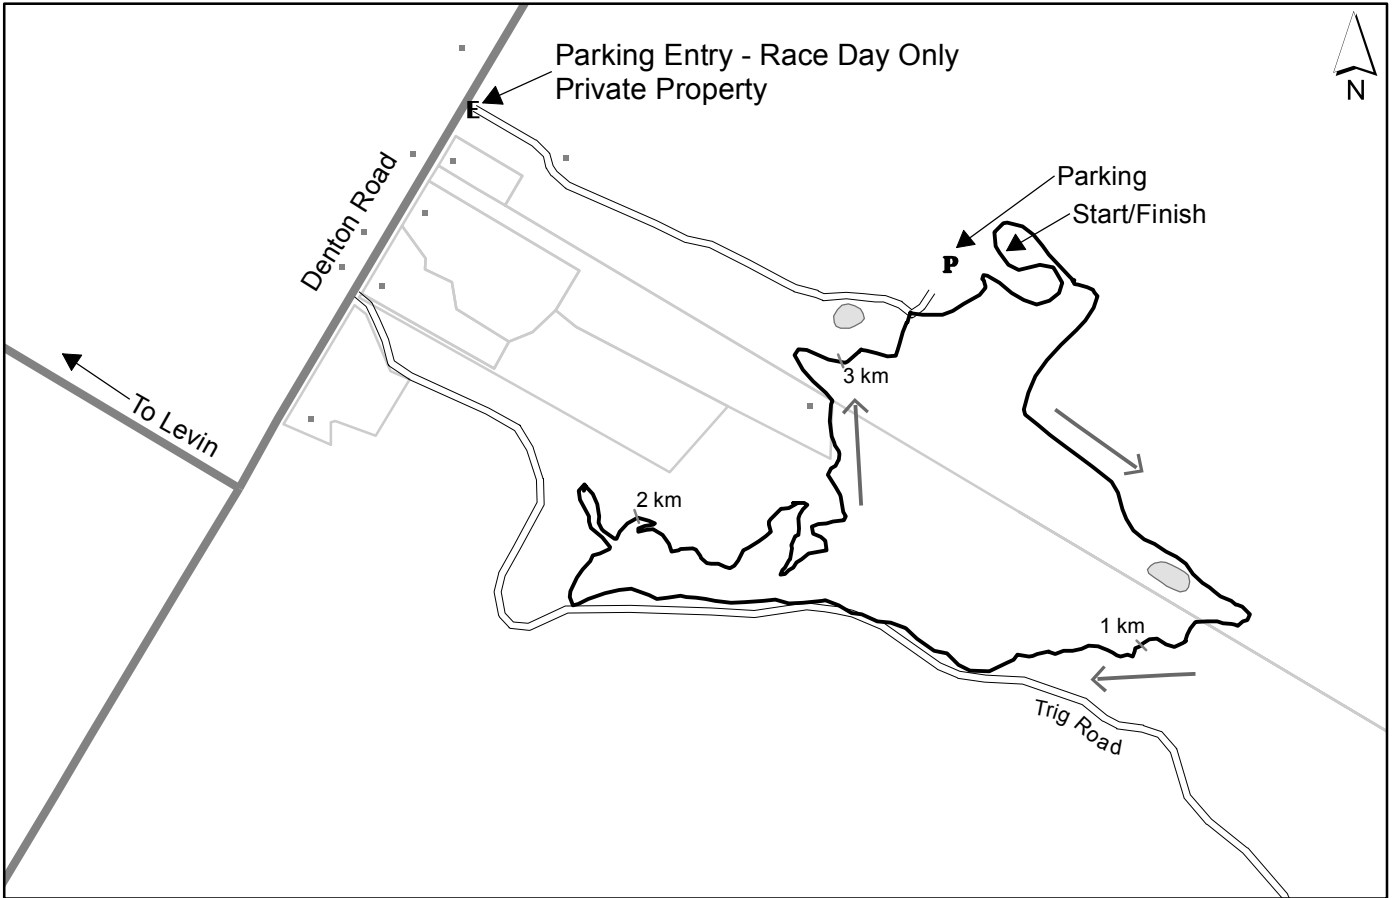 Parking Entry - Race Day Only
Private Property
N
E
Denton Road
Parking
Start/Finish
P
3 km
To Levin
2 km
1 km
Trig Road